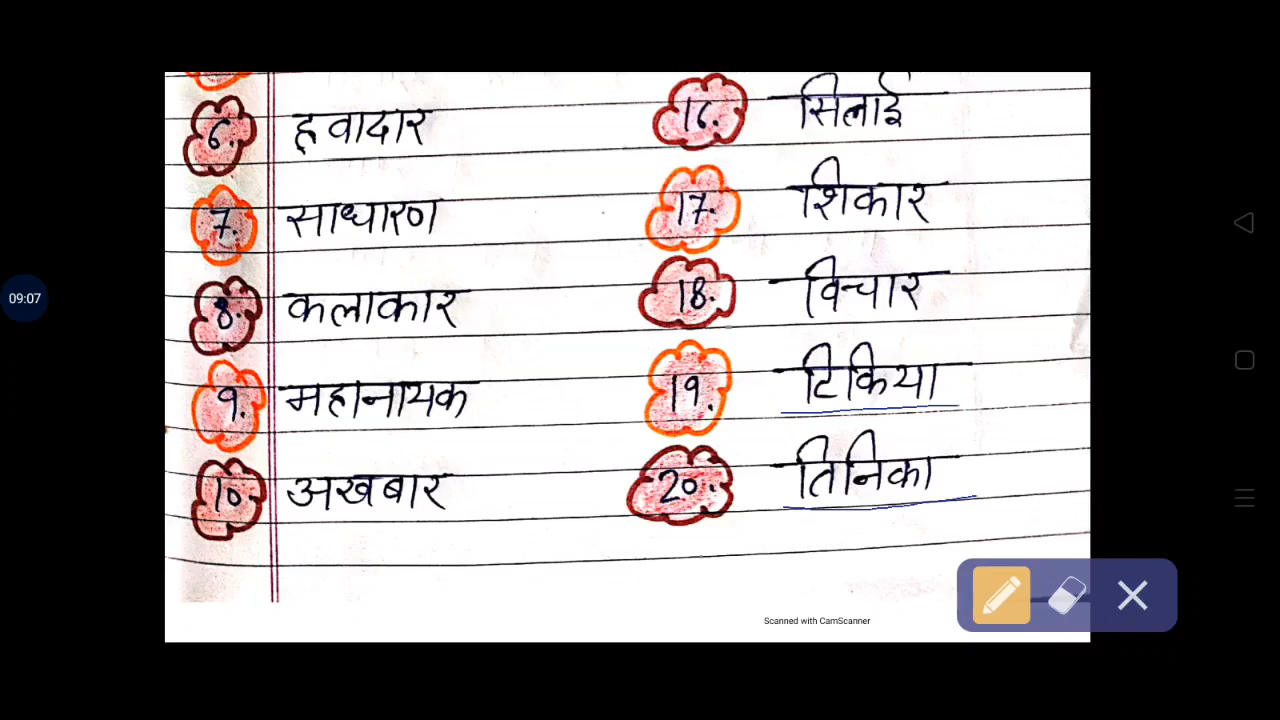 6. हवादार
7. साधारण
8. कलाकार
9. महानायक
10. अखबार
16. सिलाई
17. शिकार
18. विचार
19. टिकिया
20. तिनिका
Scanned with CamScanner
09:07